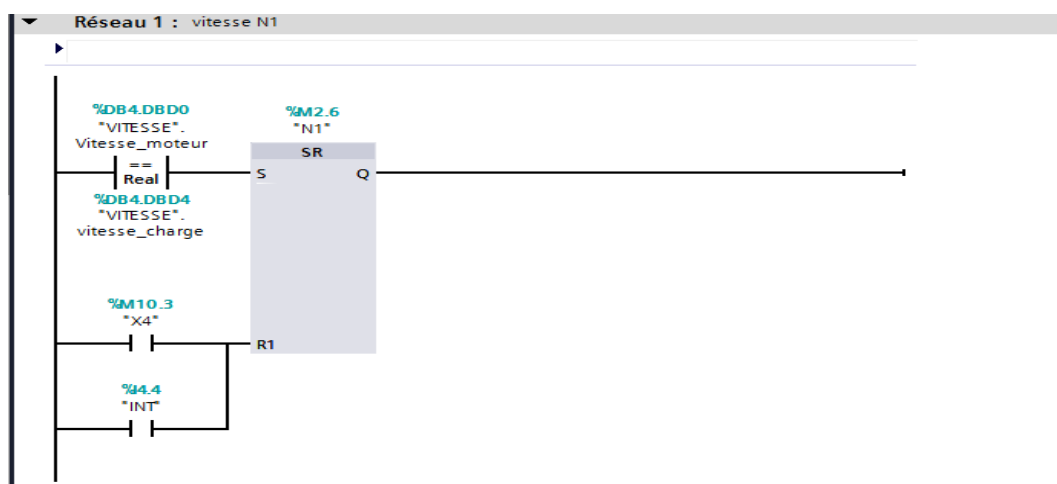 Réseau 1 : vitesse N1
%DB4.DBD0
"VITESSE".
Vitesse_moteur
==
Real
%DB4.DBD4
"VITESSE".
vitesse_charge
%M2.6
"N1"
SR
S
Q
%M10.3
"X4"
R1
%I4.4
"INT"